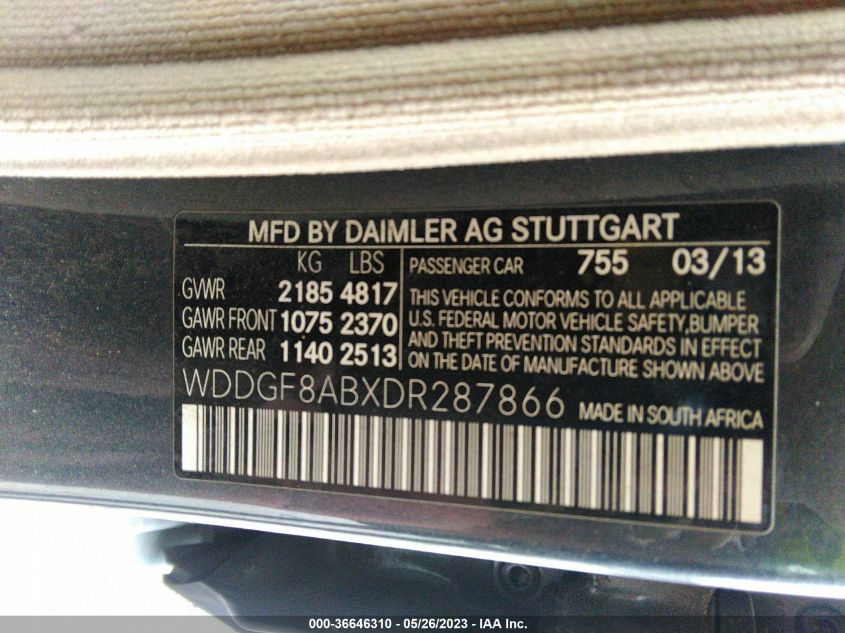 MFD BY DAIMLER AG STUTTGART
KG LBS
GVWR 2185 4817
GAWR FRONT 1075 2370
GAWR REAR 1140 2513
PASSENGER CAR 755 03/13
THIS VEHICLE CONFORMS TO ALL APPLICABLE
U.S. FEDERAL MOTOR VEHICLE SAFETY, BUMPER
AND THEFT PREVENTION STANDARDS IN EFFECT
ON THE DATE OF MANUFACTURE SHOWN ABOVE
WDDGF8ABXDR287866 MADE IN SOUTH AFRICA
000-36646310 / 05/26/2023 - IAA Inc.